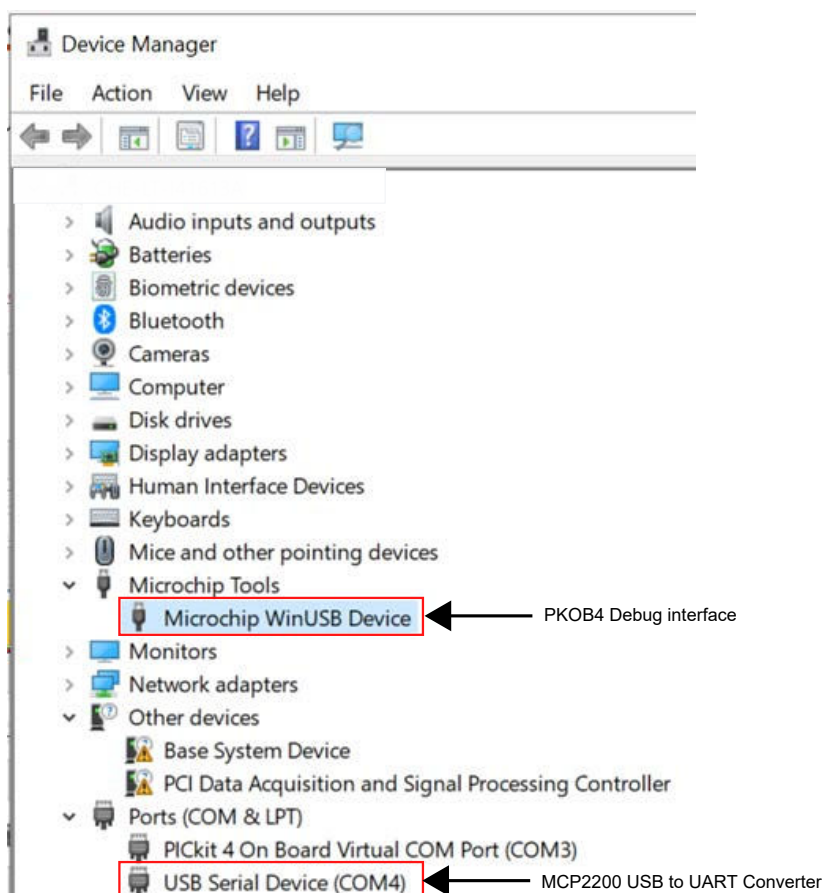 Device Manager
File Action View Help
Audio inputs and outputs
Batteries
Biometric devices
Bluetooth
Cameras
Computer
Disk drives
Display adapters
Human Interface Devices
Keyboards
Mice and other pointing devices
Microchip Tools
Microchip WinUSB Device PKOB4 Debug interface
Monitors
Network adapters
Other devices
Base System Device
PCI Data Acquisition and Signal Processing Controller
Ports (COM & LPT)
PICkit 4 On Board Virtual COM Port (COM3)
USB Serial Device (COM4) MCP2200 USB to UART Converter